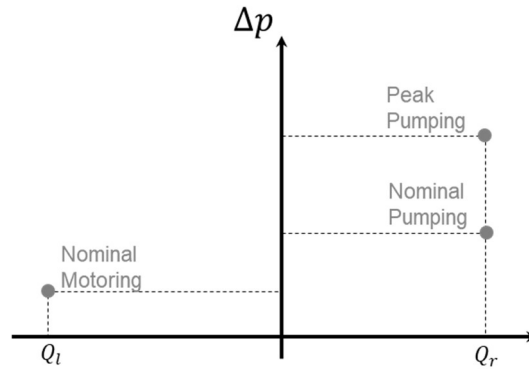 Δp
Peak
Pumping
Nominal
Pumping
Nominal
Motoring
Q_l
Q_r